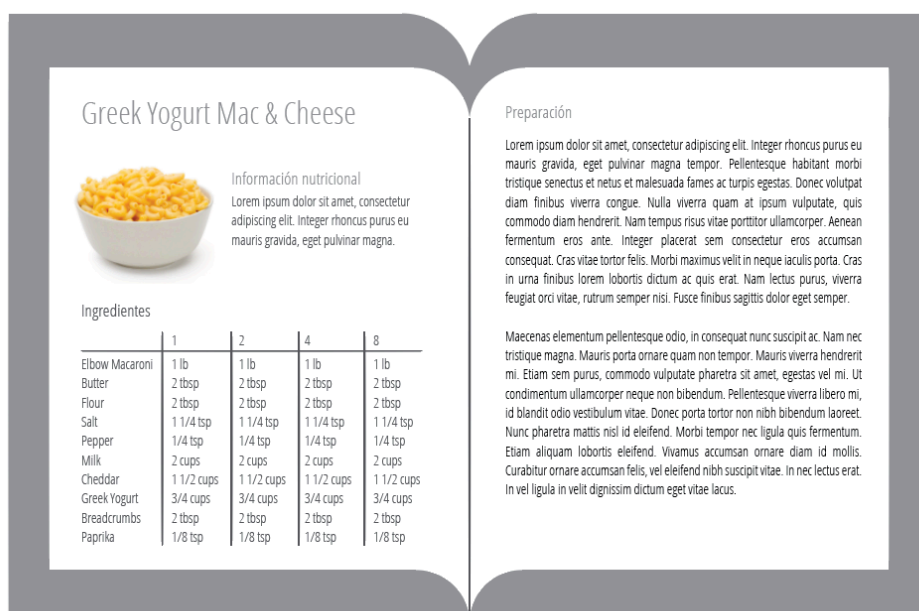 Greek Yogurt Mac & Cheese
Información nutricional
Lorem ipsum dolor sit amet, consectetur
adipiscing elit. Integer rhoncus purus eu
mauris gravida, eget pulvinar magna.
Ingredientes
1 2 4 8
Elbow Macaroni 1 lb 1 lb 1 lb 1 lb
Butter 2 tbsp 2 tbsp 2 tbsp 2 tbsp
Flour 2 tbsp 2 tbsp 2 tbsp 2 tbsp
Salt 1 1/4 tsp 1 1/4 tsp 1 1/4 tsp 1 1/4 tsp
Pepper 1/4 tsp 1/4 tsp 1/4 tsp 1/4 tsp
Milk 2 cups 2 cups 2 cups 2 cups
Cheddar 1 1/2 cups 1 1/2 cups 1 1/2 cups 1 1/2 cups
Greek Yogurt 3/4 cups 3/4 cups 3/4 cups 3/4 cups
Breadcrumbs 2 tbsp 2 tbsp 2 tbsp 2 tbsp
Paprika 1/8 tsp 1/8 tsp 1/8 tsp 1/8 tsp
Preparación
Lorem ipsum dolor sit amet, consectetur adipiscing elit. Integer rhoncus purus eu
mauris gravida, eget pulvinar magna tempor. Pellentesque habitant morbi
tristique senectus et netus et malesuada fames ac turpis egestas. Donec volutpat
diam finibus viverra congue. Nulla viverra quam at ipsum vulputate, quis
commodo diam hendrerit. Nam tempus risus vitae porttitor ullamcorper. Aenean
fermentum eros ante. Integer placerat sem consectetur eros accumsan
consequat. Cras vitae tortor felis. Morbi maximus velit in neque iaculis porta. Cras
in urna finibus lorem lobortis dictum ac quis erat. Nam lectus purus, viverra
feugiat orci vitae, rutrum semper nisi. Fusce finibus sagittis dolor eget semper.
Maecenas elementum pellentesque odio, in consequat nunc suscipit ac. Nam nec
tristique magna. Mauris porta ornare quam non tempor. Mauris viverra hendrerit
mi. Etiam sem purus, commodo vulputate pharetra sit amet, egestas vel mi. Ut
condimentum ullamcorper neque non bibendum. Pellentesque viverra libero mi,
id blandit odio vestibulum vitae. Donec porta tortor non nibh bibendum laoreet.
Nunc pharetra mattis nisl id eleifend. Morbi tempor nec ligula quis fermentum.
Etiam aliquam lobortis eleifend. Vivamus accumsan ornare diam id mollis.
Curabitur ornare accumsan felis, vel eleifend nibh suscipit vitae. In nec lectus erat.
In vel ligula in velit dignissim dictum eget vitae lacus.